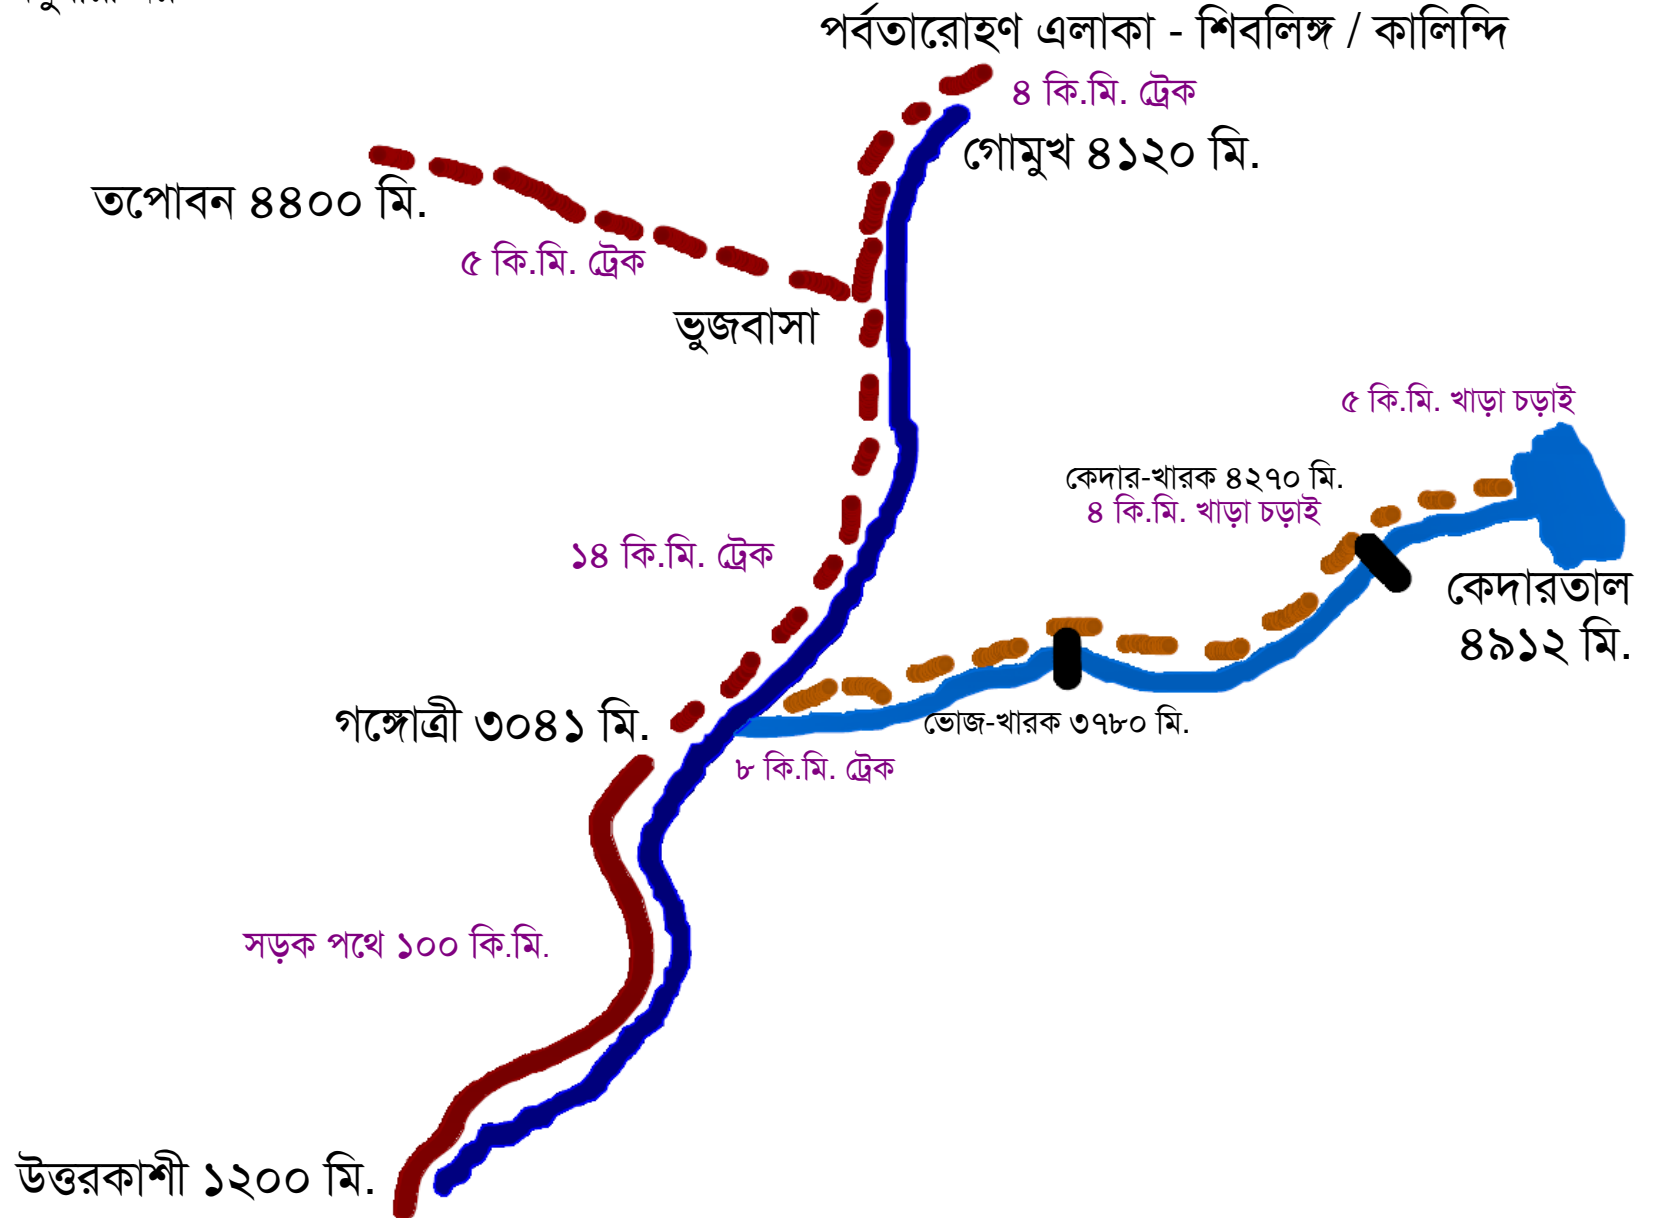 পর্বতারোহণ এলাকা - শিবলিঙ্গ / কালিন্দি
৪ কি.মি. ট্রেক
গোমুখ ৪১২০ মি.
তপোবন ৪৪০০ মি.
৫ কি.মি. ট্রেক
ভুজবাসা
৫ কি.মি. খাড়া চড়াই
কেদার-খারক ৪২৭০ মি.
৪ কি.মি. খাড়া চড়াই
১৪ কি.মি. ট্রেক
কেদারতাল
৪৯১২ মি.
গঙ্গোত্রী ৩০৪১ মি.
ভোজ-খারক ৩৭৮০ মি.
৮ কি.মি. ট্রেক
সড়ক পথে ১০০ কি.মি.
উত্তরকাশী ১২০০ মি.